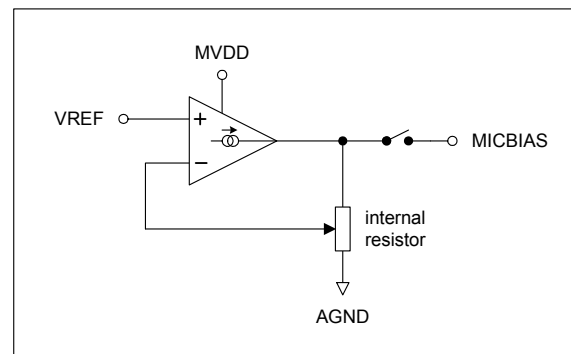 MVDD
VREF
+
−
MICBIAS
internal
resistor
AGND